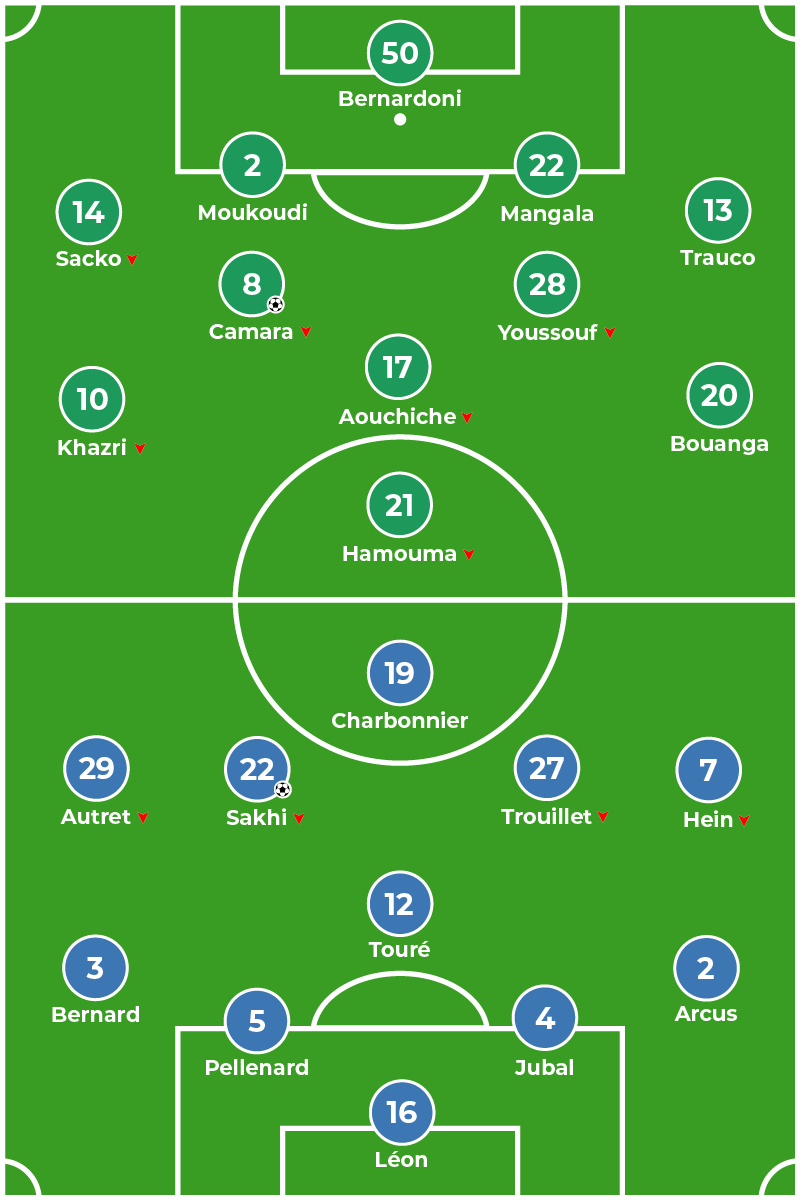 50
Bernardoni
2
Moukoudi
22
Mangala
14
Sacko
13
Trauco
8
Camara
28
Youssouf
17
Aouchiche
10
Khazri
20
Bouanga
21
Hamouma
19
Charbonnier
29
Autret
22
Sakhi
27
Trouillet
7
Hein
12
Touré
3
Bernard
2
Arcus
5
Pellenard
4
Jubal
16
Léon